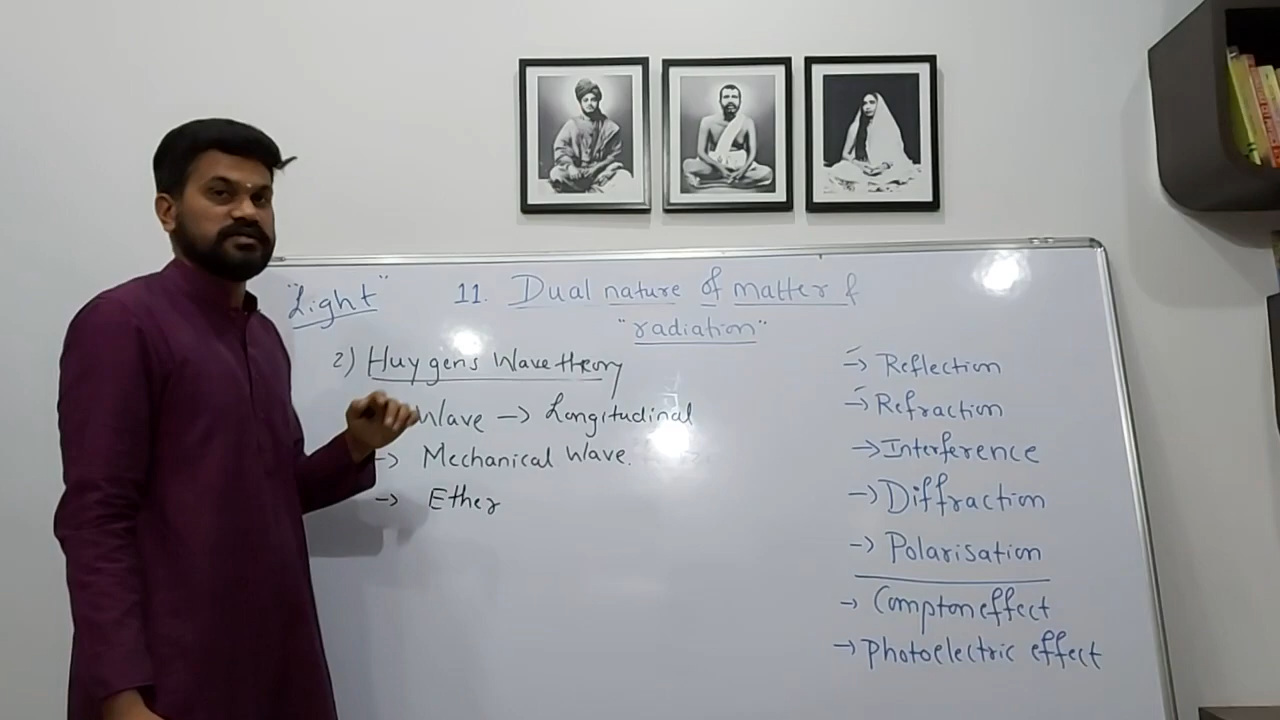 "Light"
11. Dual nature of matter &
"radiation"
2) Huygens Wave theory
Wave -> Longitudinal
-> Mechanical Wave.
-> Ether
-> Reflection
-> Refraction
-> Interference
-> Diffraction
-> Polarisation
-> Compton effect
-> Photoelectric effect